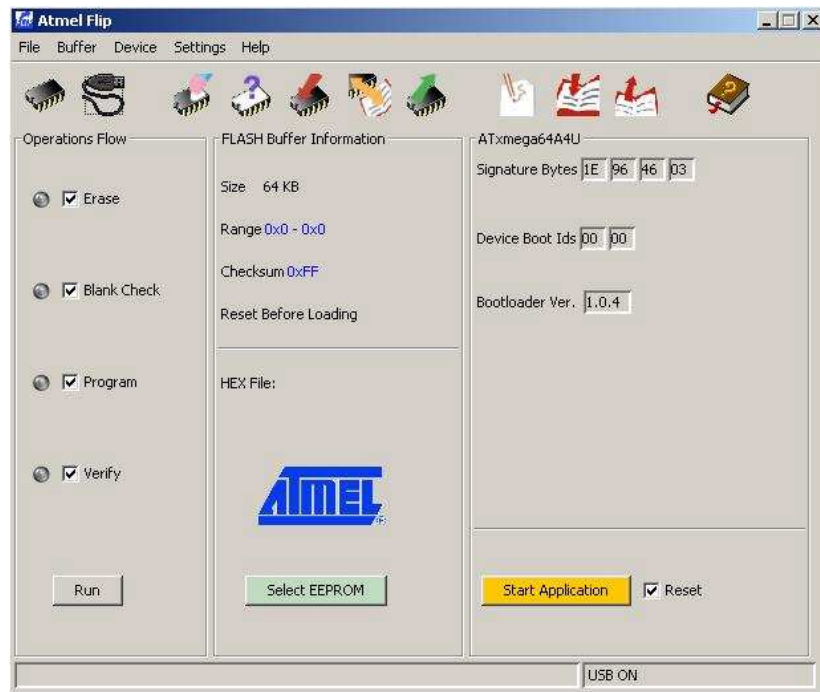 Atmel Flip
File Buffer Device Settings Help
Operations Flow
Erase
Blank Check
Program
Verify
Run
FLASH Buffer Information
Size 64 KB
Range 0x0 - 0x0
Checksum 0xFF
Reset Before Loading
HEX File:
ATMEL
Select EEPROM
ATxmega64A4U
Signature Bytes 1E 96 46 03
Device Boot Ids 00 00
Bootloader Ver. 1.0.4
Start Application Reset
USB ON